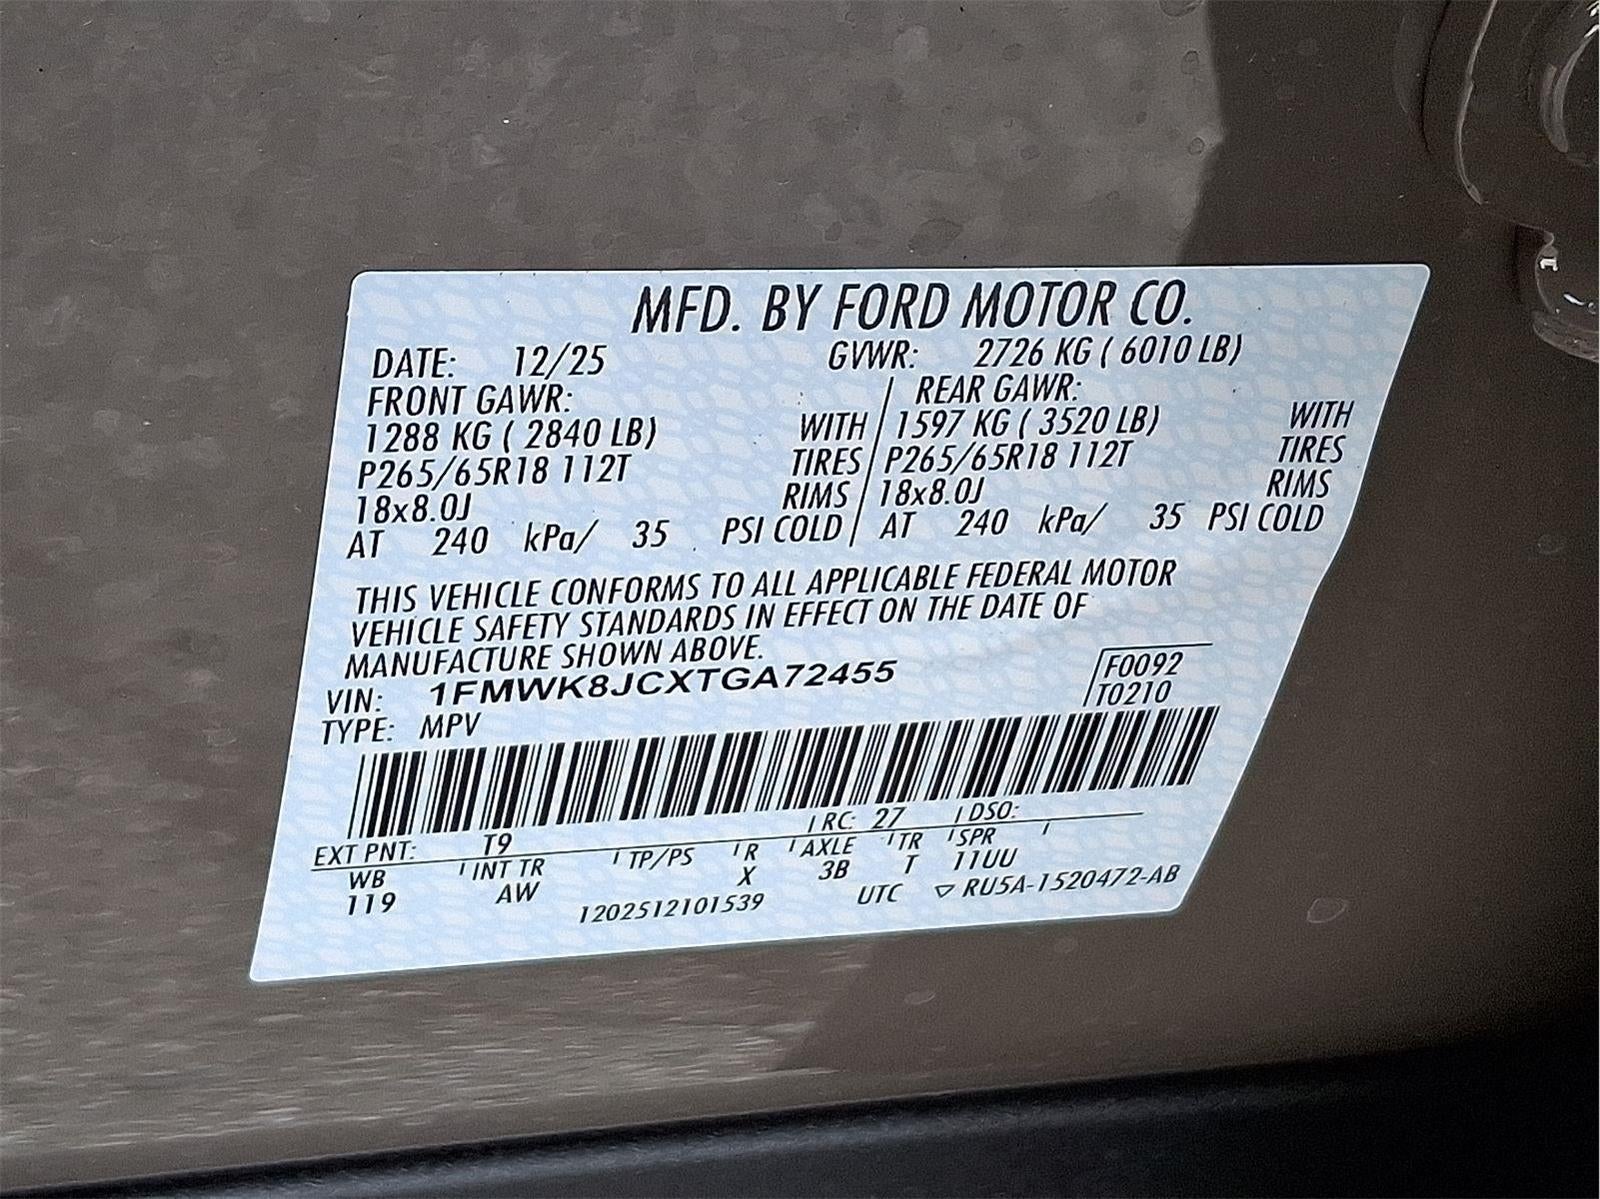 MFD. BY FORD MOTOR CO.
DATE: 12/25 GVWR: 2726 KG ( 6010 LB)
FRONT GAWR: REAR GAWR:
1288 KG ( 2840 LB) WITH 1597 KG ( 3520 LB) WITH
P265/65R18 112T TIRES P265/65R18 112T TIRES
18x8.0J RIMS 18x8.0J RIMS
AT 240 kPa/ 35 PSI COLD AT 240 kPa/ 35 PSI COLD
THIS VEHICLE CONFORMS TO ALL APPLICABLE FEDERAL MOTOR
VEHICLE SAFETY STANDARDS IN EFFECT ON THE DATE OF
MANUFACTURE SHOWN ABOVE.
VIN: 1FMWK8JCXTGA72455 F0092
TYPE: MPV T0210
EXT PNT: T9 RC: 27 DSO:
WB INT TR TP/PS R AXLE TR SPR
119 AW X 3B T 11UU
1202512101539 UTC ▽ RU5A-1520472-AB